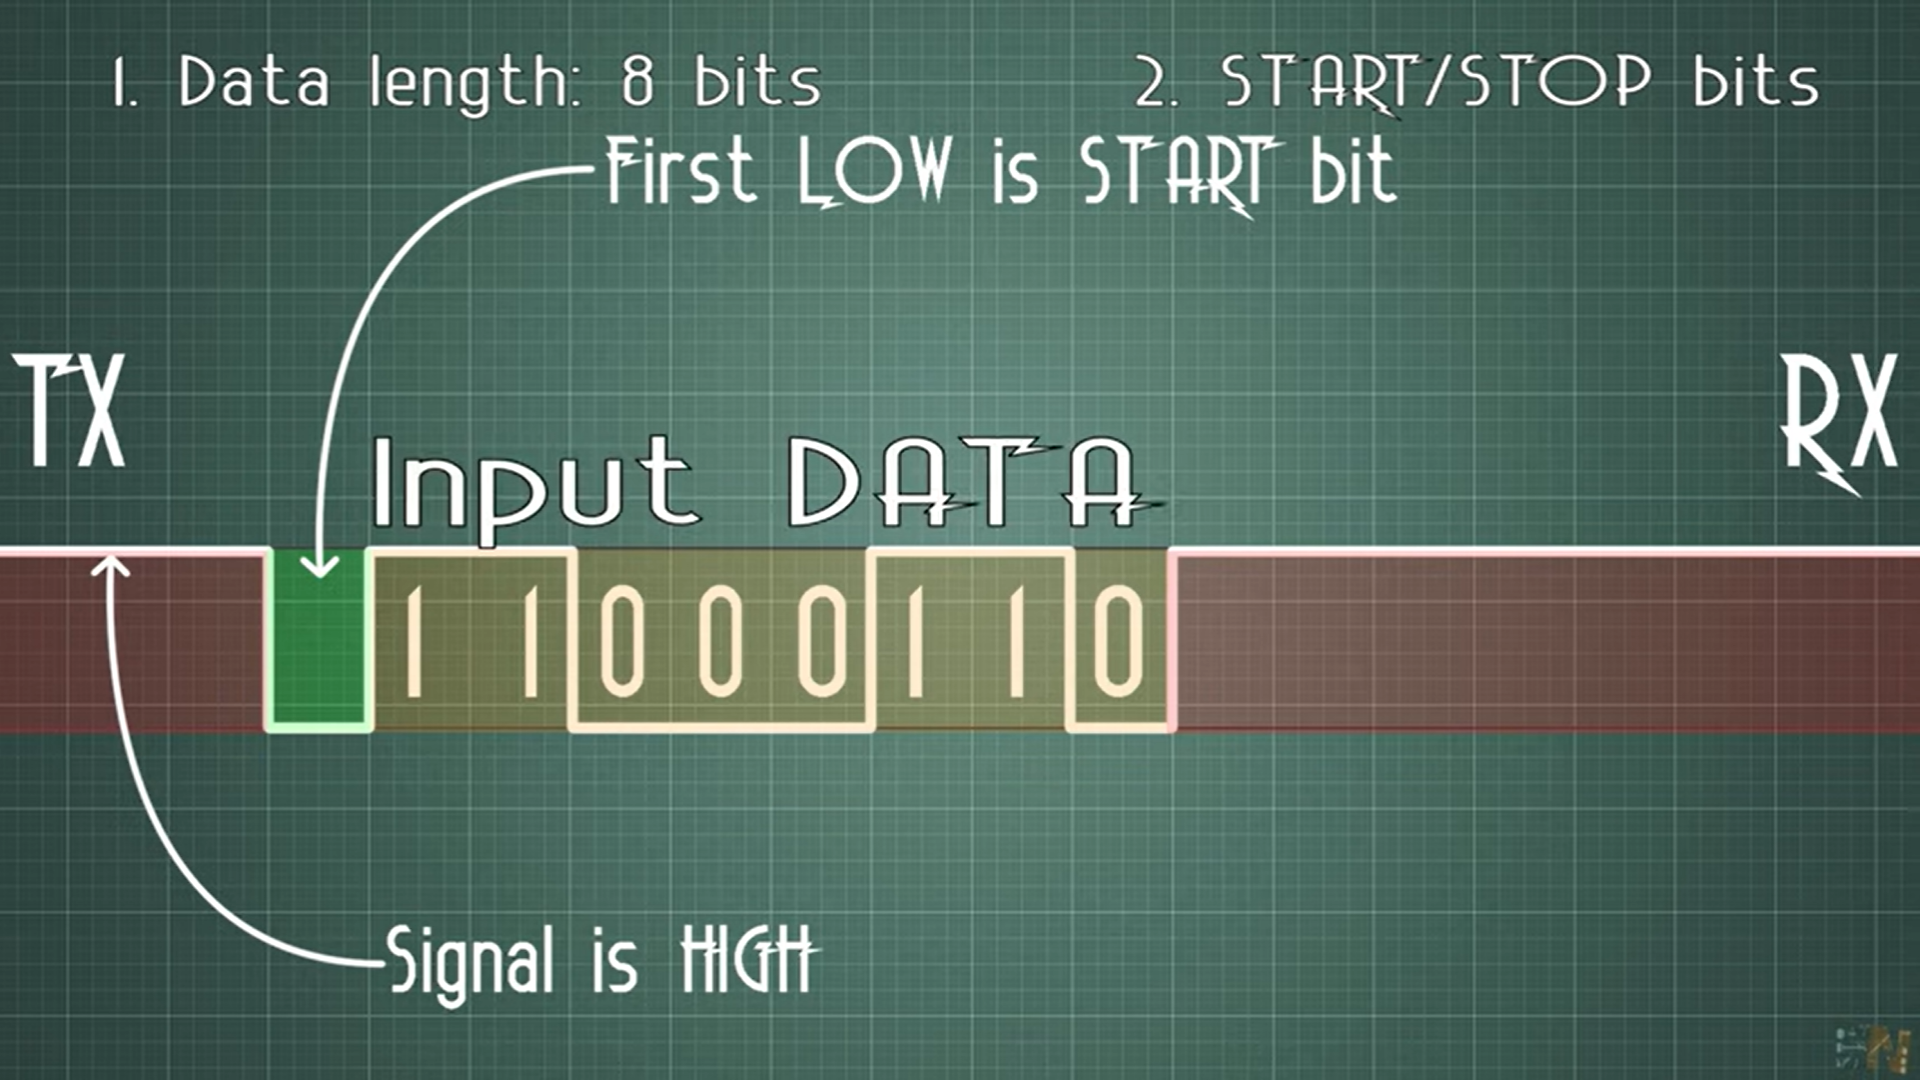 1. Data length: 8 bits
2. START/STOP bits
First LOW is START bit
TX
RX
Input DATA
1 1 0 0 0 1 1 0
Signal is HIGH